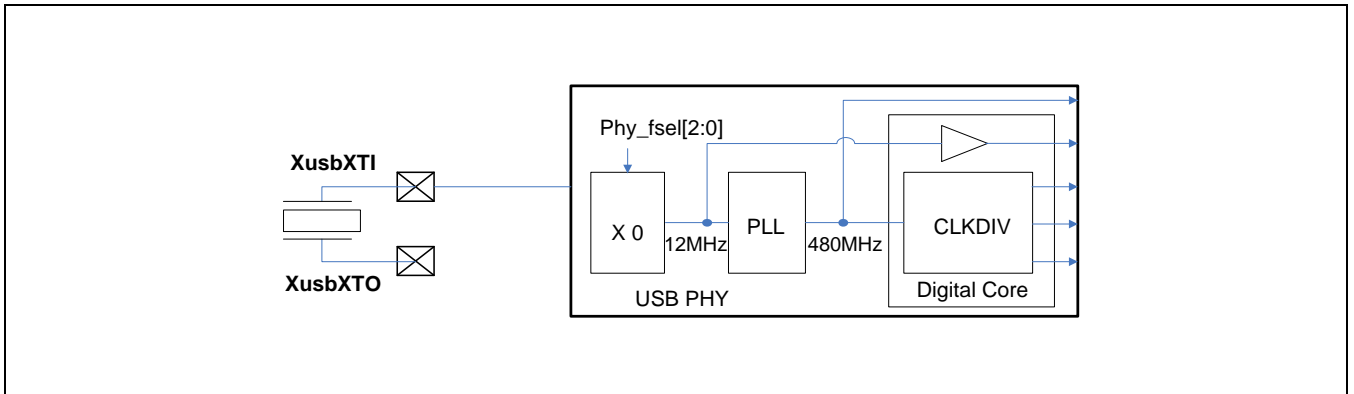 Phy_fsel[2:0]
XusbXTI
X 0
12MHz
PLL
480MHz
CLKDIV
XusbXTO
USB PHY
Digital Core